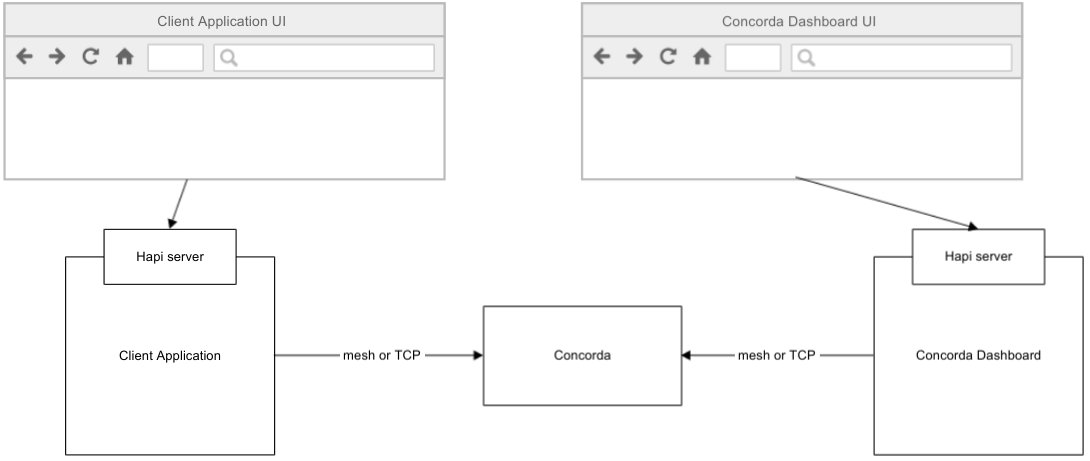 Client Application UI
Concorda Dashboard UI
Hapi server
Hapi server
Client Application
mesh or TCP
Concorda
mesh or TCP
Concorda Dashboard